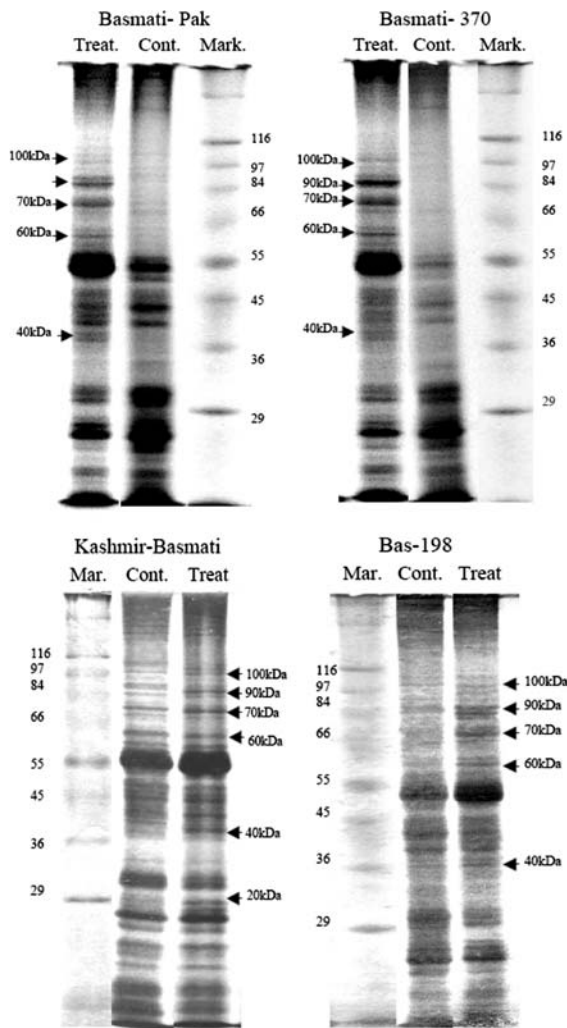 Basmati- Pak
Treat. Cont. Mark.
100kDa
70kDa
60kDa
40kDa
116
97
84
66
55
45
36
29
Basmati- 370
Treat. Cont. Mark.
100kDa
90kDa
70kDa
60kDa
40kDa
116
97
84
66
55
45
36
29
Kashmir-Basmati
Mar. Cont. Treat
116
97
84
66
55
45
36
29
100kDa
90kDa
70kDa
60kDa
40kDa
20kDa
Bas-198
Mar. Cont. Treat
116
97
84
66
55
45
36
29
100kDa
90kDa
70kDa
60kDa
40kDa